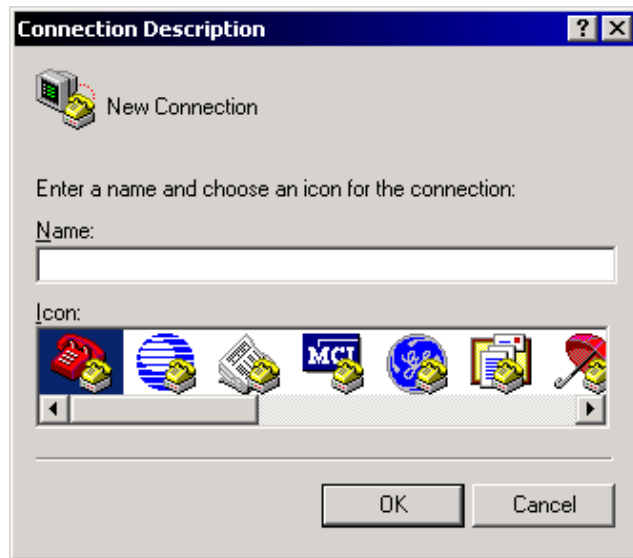 Connection Description
New Connection
Enter a name and choose an icon for the connection:
Name:
Icon:
MCI
OK
Cancel